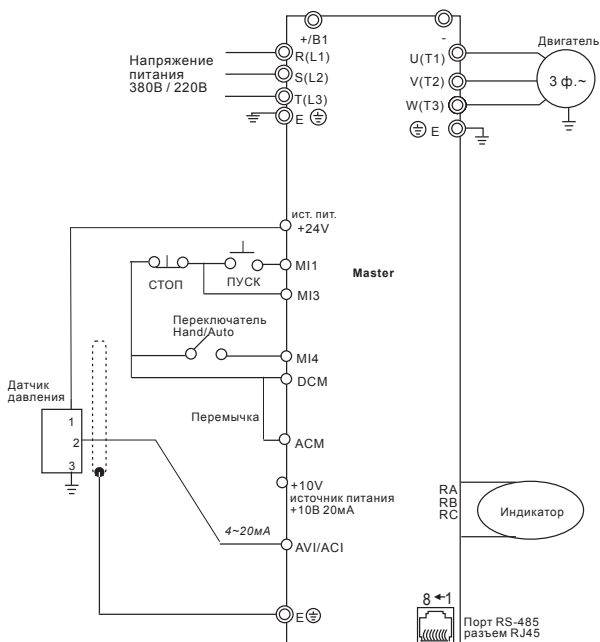 +/B1
-
Напряжение
питания
380В / 220В
R(L1)
S(L2)
T(L3)
E
U(T1)
V(T2)
W(T3)
E
Двигатель
3 ф.~
ист. пит.
+24V
СТОП
ПУСК
MI1
MI3
Master
Переключатель
Hand/Auto
MI4
DCM
Датчик
давления
1
2
3
Перемычка
ACM
+10V
источник питания
+10В 20мА
4~20мА
AVI/ACI
RA
RB
RC
Индикатор
E
8 1
Порт RS-485
разъем RJ45